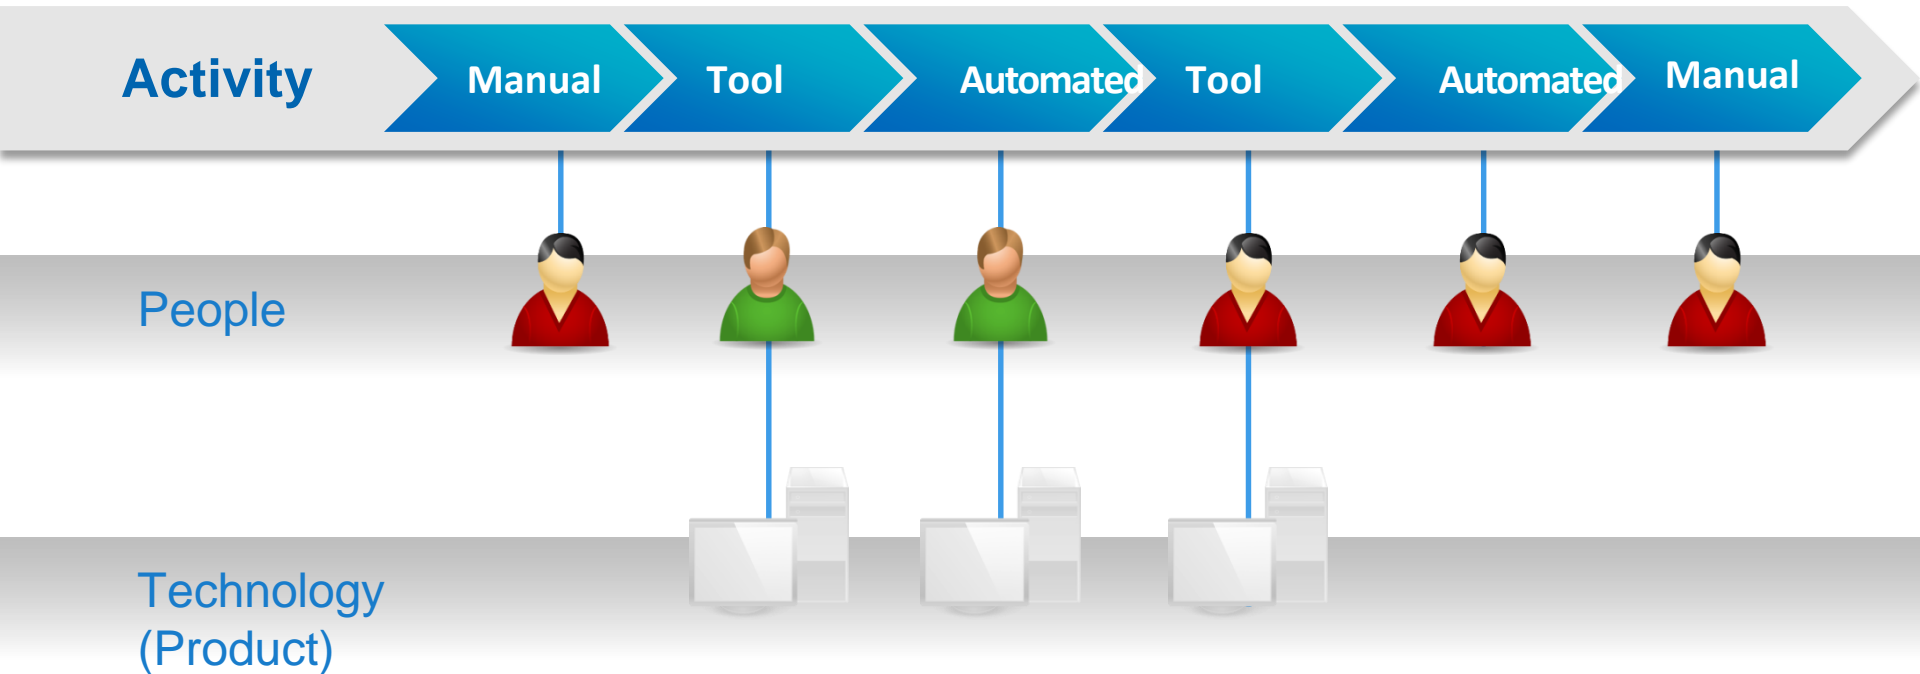 Activity
Manual
Tool
Automated
Tool
Automated
Manual
People
Technology
(Product)